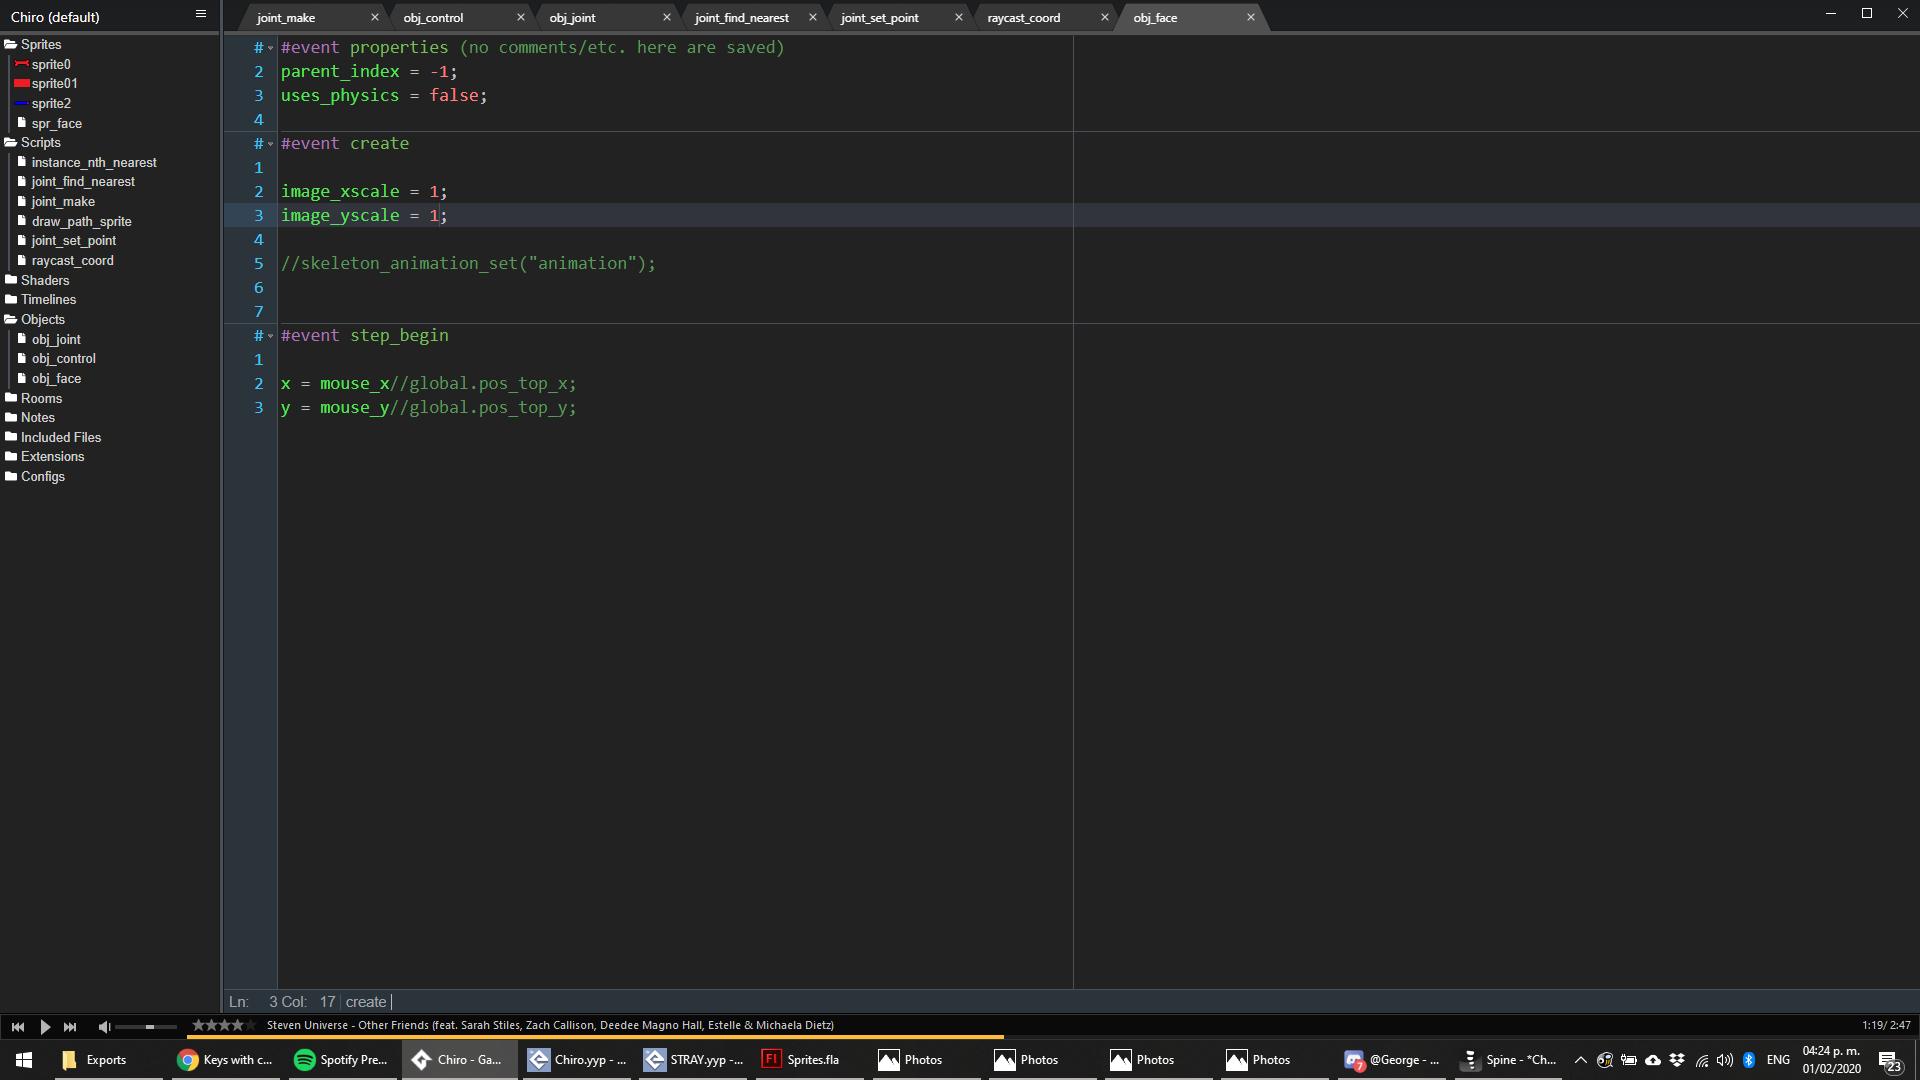 Chiro (default)
joint_make
obj_control
obj_joint
joint_find_nearest
joint_set_point
raycast_coord
obj_face
Sprites
sprite0
sprite01
sprite2
spr_face
Scripts
instance_nth_nearest
joint_find_nearest
joint_make
draw_path_sprite
joint_set_point
raycast_coord
Shaders
Timelines
Objects
obj_joint
obj_control
obj_face
Rooms
Notes
Included Files
Extensions
Configs
# #event properties (no comments/etc. here are saved)
2 parent_index = -1;
3 uses_physics = false;
4
# #event create
1
2 image_xscale = 1;
3 image_yscale = 1;
4
5 //skeleton_animation_set("animation");
6
7
# #event step_begin
1
2 x = mouse_x//global.pos_top_x;
3 y = mouse_y//global.pos_top_y;
Ln: 3 Col: 17 create
Steven Universe - Other Friends (feat. Sarah Stiles, Zach Callison, Deedee Magno Hall, Estelle & Michaela Dietz)
1:19/ 2:47
Exports
Keys with c...
Spotify Pre...
Chiro - Ga...
Chiro.yyp - ...
STRAY.yyp -...
Fl
Sprites.fla
Photos
Photos
Photos
Photos
7
@George - ...
Spine - *Ch...
ENG
04:24 p. m.
01/02/2020
23